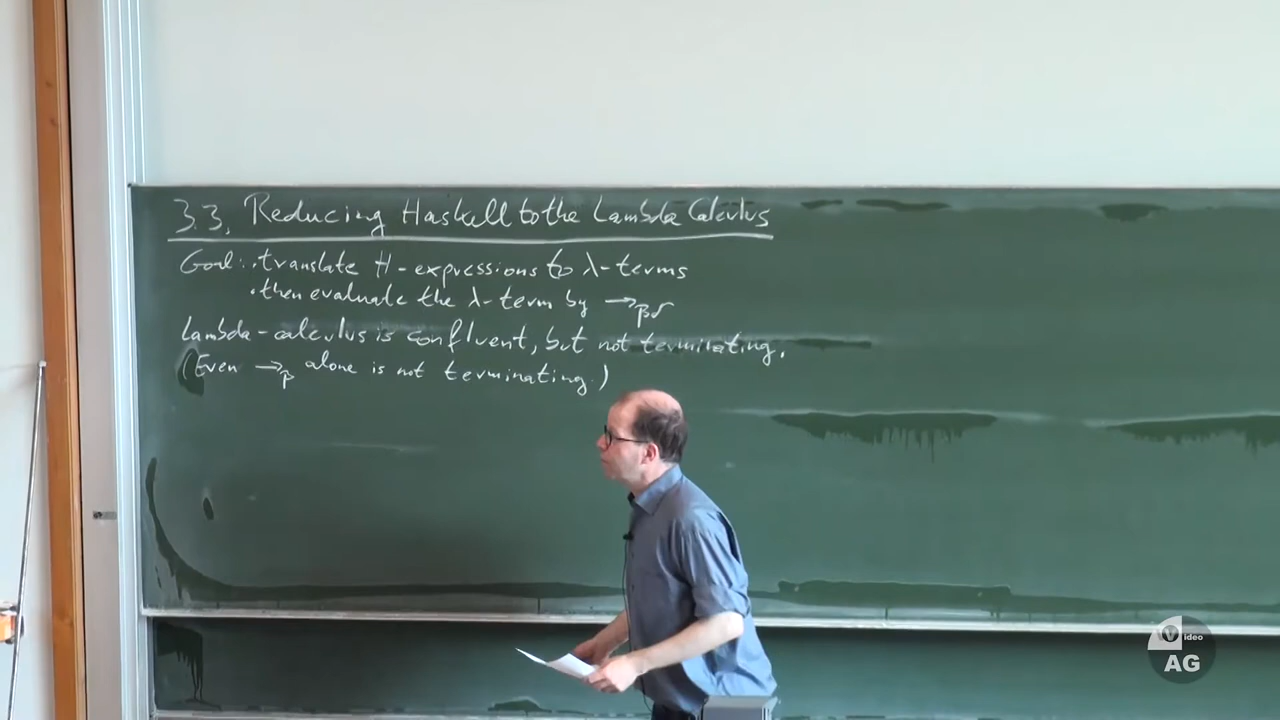 3.3. Reducing Haskell to the Lambda Calculus
Goal: • translate H-expressions to λ-terms
• then evaluate the λ-term by →βδ
Lambda-calculus is confluent, but not terminating.
(Even →β alone is not terminating.)
Video
AG